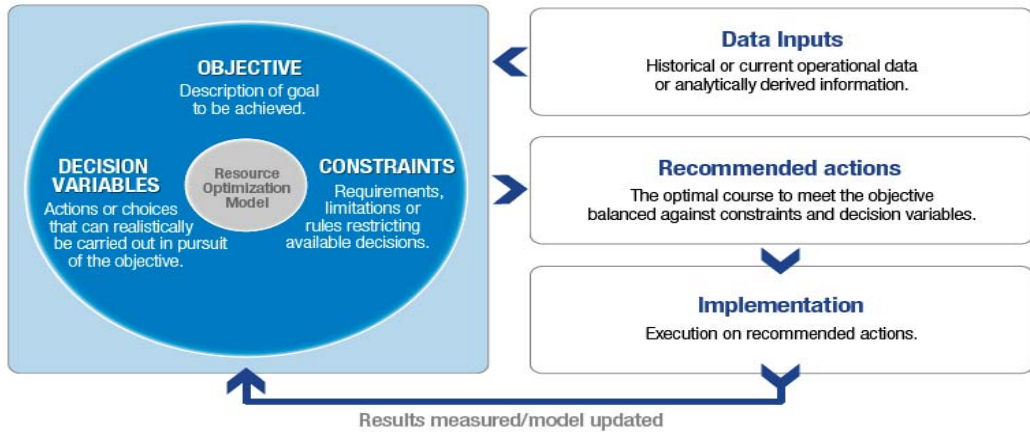 OBJECTIVE
Description of goal
to be achieved.
DECISION
VARIABLES
Actions or choices
that can realistically
be carried out in pursuit
of the objective.
Resource
Optimization
Model
CONSTRAINTS
Requirements,
limitations or
rules restricting
available decisions.
Data Inputs
Historical or current operational data
or analytically derived information.
Recommended actions
The optimal course to meet the objective
balanced against constraints and decision variables.
Implementation
Execution on recommended actions.
Results measured/model updated